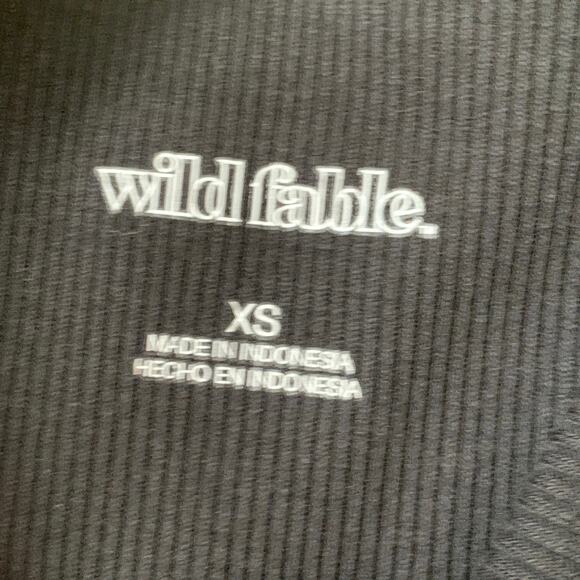 wild fable.
XS
MADE IN INDONESIA
HECHO EN INDONESIA